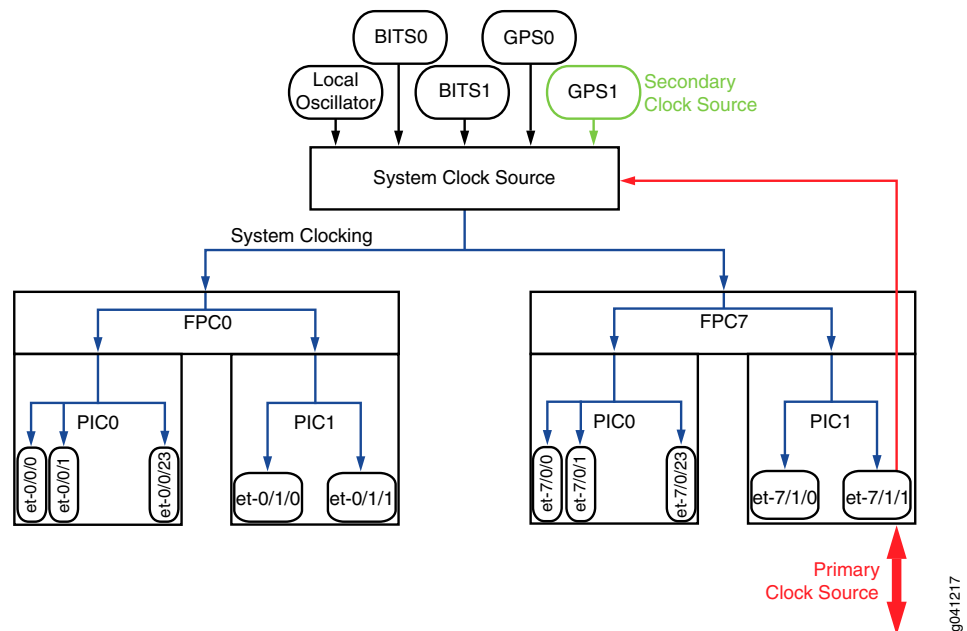 BITS0
GPS0
Local
Oscillator
BITS1
GPS1
Secondary
Clock Source
System Clock Source
System Clocking
FPC0
FPC7
PIC0
PIC1
PIC0
PIC1
et-0/0/0
et-0/0/1
et-0/0/23
et-0/1/0
et-0/1/1
et-7/0/0
et-7/0/1
et-7/0/23
et-7/1/0
et-7/1/1
Primary
Clock Source
g041217